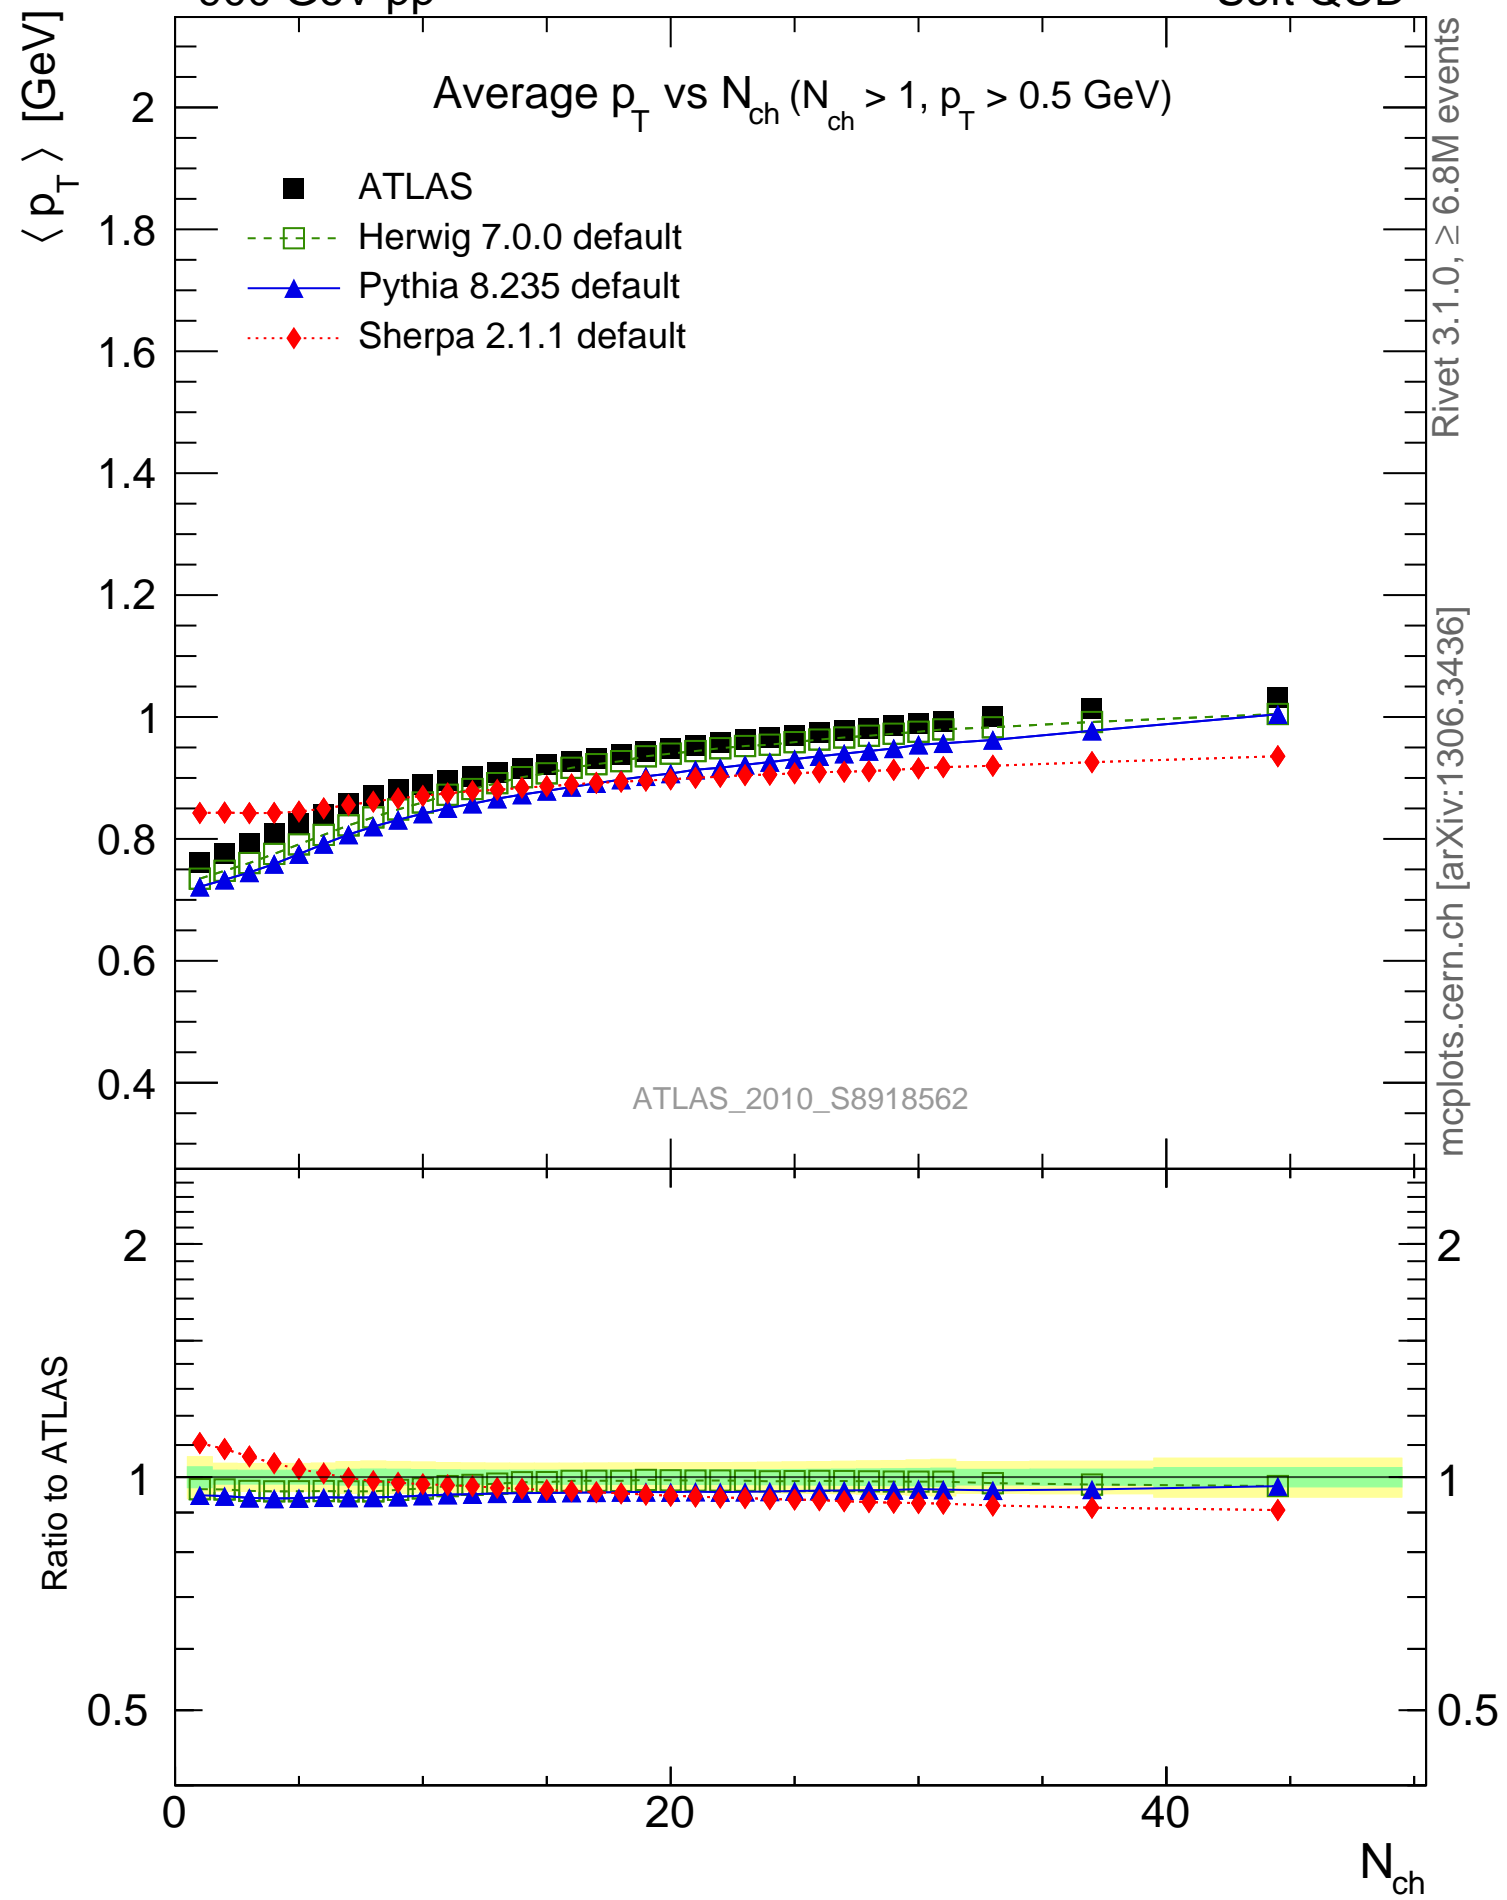 ⟨ p_T ⟩ [GeV]
Average p_T vs N_ch (N_ch > 1, p_T > 0.5 GeV)
ATLAS
Herwig 7.0.0 default
Pythia 8.235 default
Sherpa 2.1.1 default
2
1.8
1.6
1.4
1.2
1
0.8
0.6
0.4
ATLAS_2010_S8918562
Rivet 3.1.0, ≥ 6.8M events
mcplots.cern.ch [arXiv:1306.3436]
Ratio to ATLAS
2
1
0.5
2
1
0.5
0
20
40
N_ch